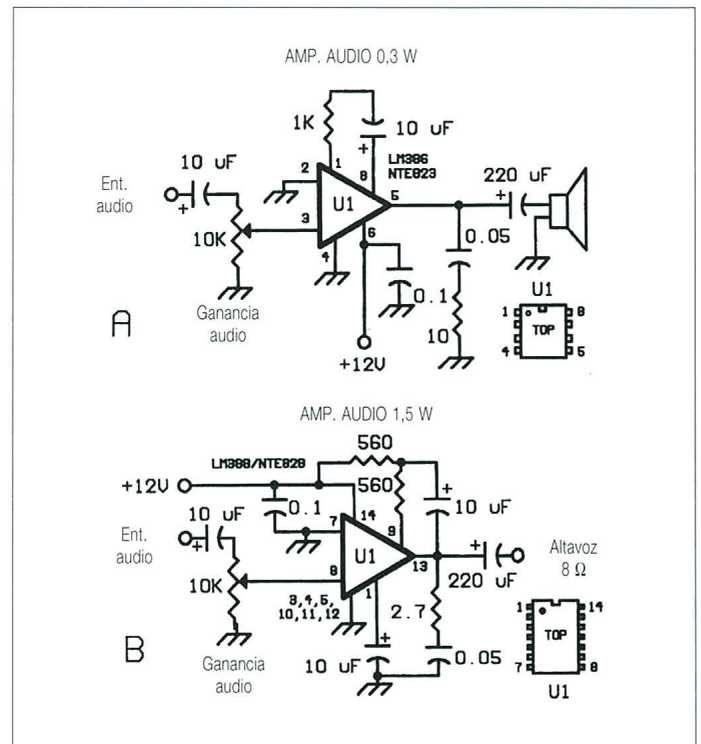 AMP. AUDIO 0,3 W
1K
10 uF
+
10 uF
Ent.
audio
+
2
1
8
LM386
NTE823
U1
5
3
6
4
10K
Ganancia
audio
220 uF
+
0.05
0.1
10
+12V
U1
1
8
TOP
4
5
A
AMP. AUDIO 1,5 W
560
LM388/NTE828
560
+
10 uF
+12V
0.1
10 uF
Ent.
audio
+
7
14
9
U1
8
13
1
10K
3,4,5,
10,11,12
Ganancia
audio
+
220 uF
Altavoz
8 Ω
2.7
+
10 uF
0.05
1
14
TOP
7
8
U1
B